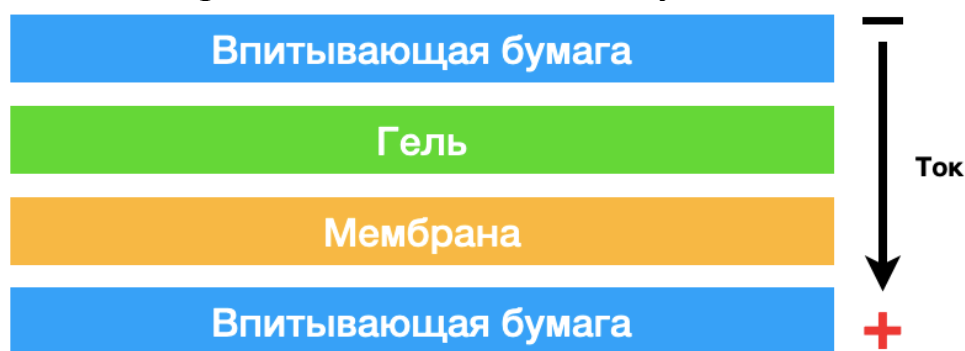 Впитывающая бумага
Гель
Ток
Мембрана
Впитывающая бумага
+